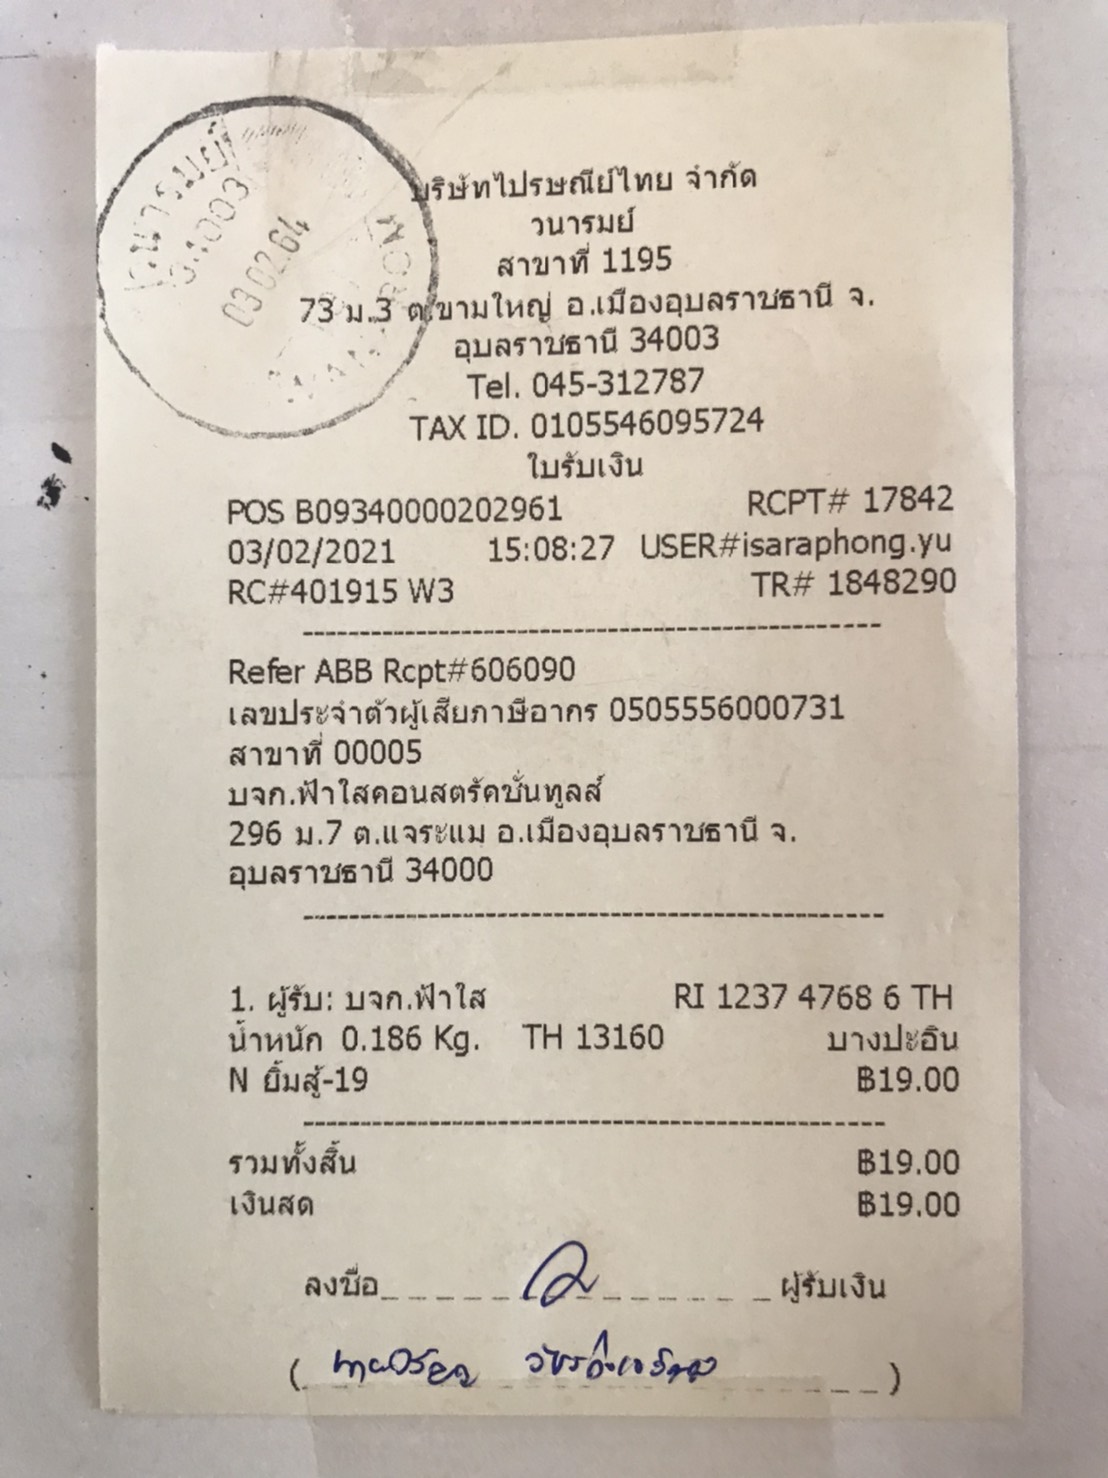 วนารมย์
34003
03 02 64
บริษัทไปรษณีย์ไทย จำกัด
วนารมย์
สาขาที่ 1195
73 ม.3 ต.ขามใหญ่ อ.เมืองอุบลราชธานี จ.
อุบลราชธานี 34003
Tel. 045-312787
TAX ID. 0105546095724
ใบรับเงิน
POS B09340000202961 RCPT# 17842
03/02/2021 15:08:27 USER#isaraphong.yu
RC#401915 W3 TR# 1848290
Refer ABB Rcpt#606090
เลขประจำตัวผู้เสียภาษีอากร 0505556000731
สาขาที่ 00005
บจก.ฟ้าใสคอนสตรัคชั่นทูลส์
296 ม.7 ต.แจระแม อ.เมืองอุบลราชธานี จ.
อุบลราชธานี 34000
1. ผู้รับ: บจก.ฟ้าใส RI 1237 4768 6 TH
น้ำหนัก 0.186 Kg. TH 13160 บางปะอิน
N ยิ้มสู้-19 ฿19.00
รวมทั้งสิ้น ฿19.00
เงินสด ฿19.00
ลงชื่อ_ _ _ _ _ _ _ _ _ _ _ _ ผู้รับเงิน